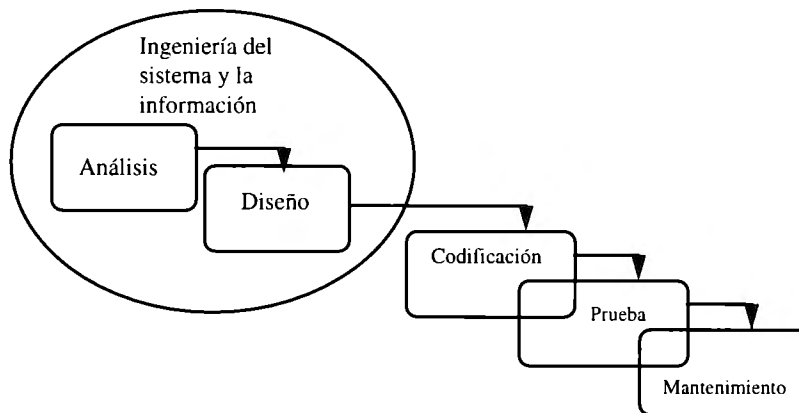 Ingeniería del
sistema y la
información
Análisis
Diseño
Codificación
Prueba
Mantenimiento